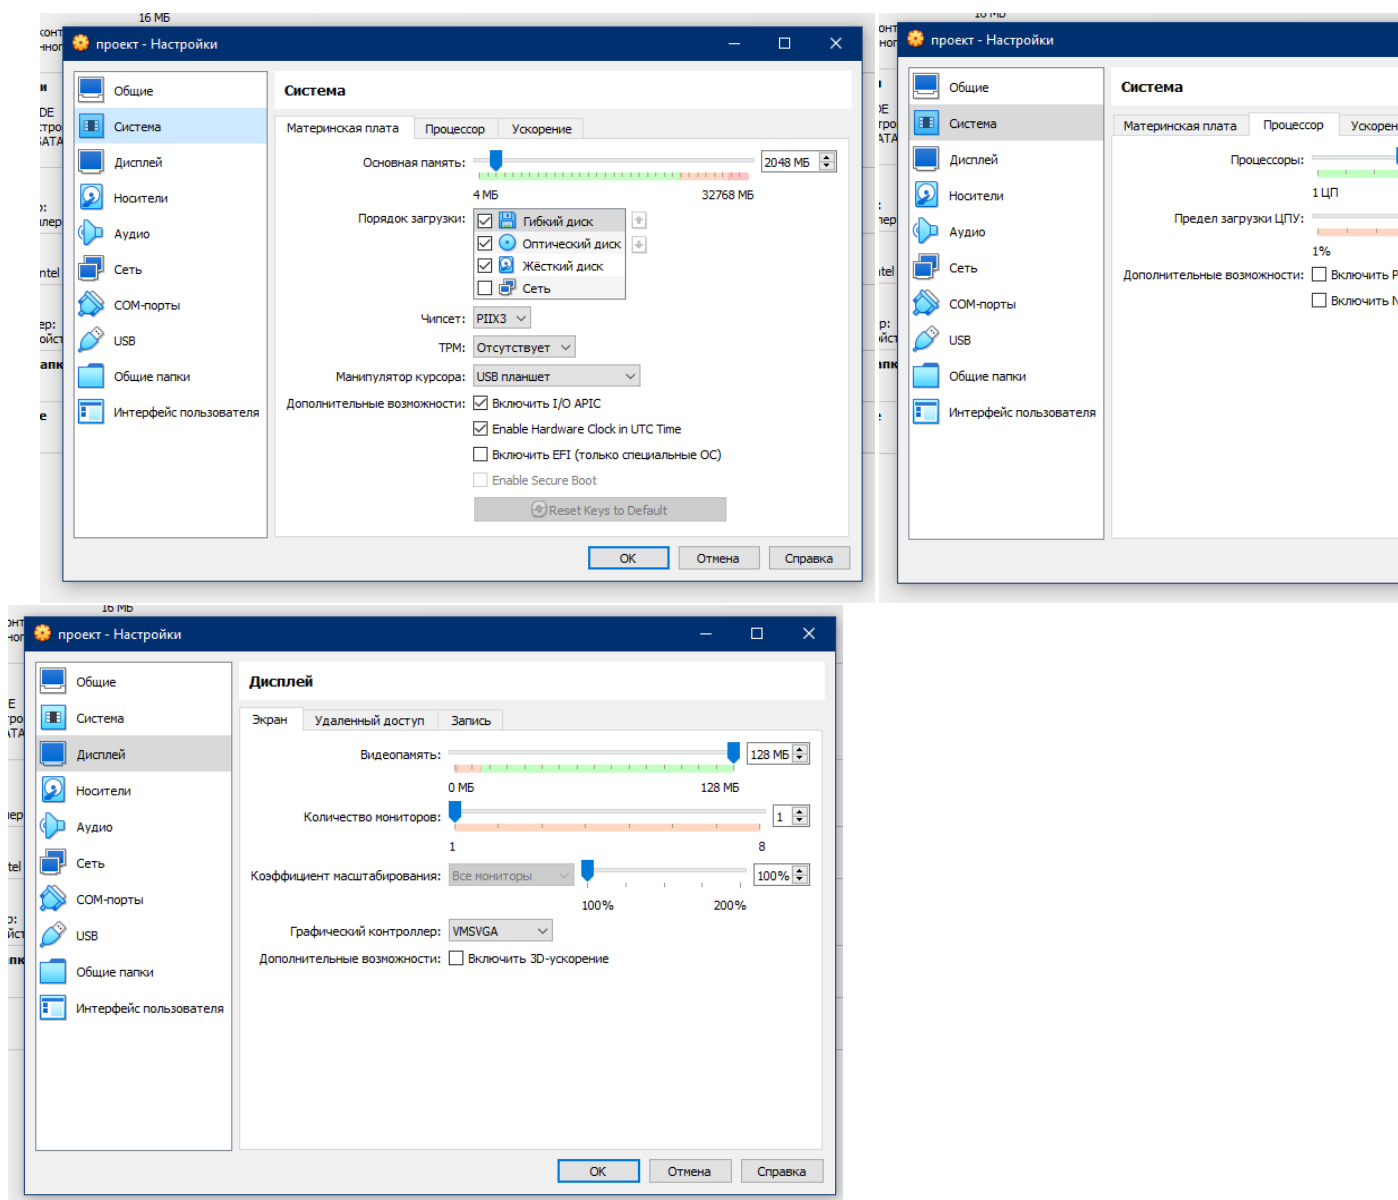 16 МБ
проект - Настройки
Общие
Система
Дисплей
Носители
Аудио
Сеть
COM-порты
USB
Общие папки
Интерфейс пользователя
Система
Материнская плата Процессор Ускорение
Основная память: 2048 МБ
4 МБ 32768 МБ
Порядок загрузки: Гибкий диск
Оптический диск
Жёсткий диск
Сеть
Чипсет: PIIX3
TPM: Отсутствует
Манипулятор курсора: USB планшет
Дополнительные возможности: Включить I/O APIC
Enable Hardware Clock in UTC Time
Включить EFI (только специальные ОС)
Enable Secure Boot
Reset Keys to Default
OK Отмена Справка
проект - Настройки
Общие
Система
Дисплей
Носители
Аудио
Сеть
COM-порты
USB
Общие папки
Интерфейс пользователя
Система
Материнская плата Процессор Ускорен
Процессоры:
1 ЦП
Предел загрузки ЦПУ:
1%
Дополнительные возможности: Включить P
Включить N
16 МБ
проект - Настройки
Общие
Система
Дисплей
Носители
Аудио
Сеть
COM-порты
USB
Общие папки
Интерфейс пользователя
Дисплей
Экран Удаленный доступ Запись
Видеопамять: 128 МБ
0 МБ 128 МБ
Количество мониторов: 1
1 8
Коэффициент масштабирования: Все мониторы 100%
100% 200%
Графический контроллер: VMSVGA
Дополнительные возможности: Включить 3D-ускорение
OK Отмена Справка